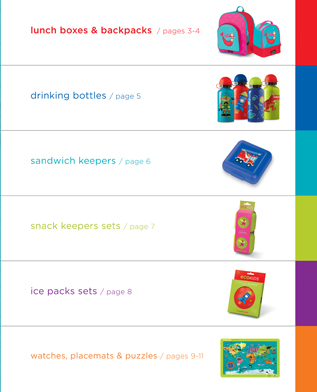 lunch boxes & backpacks / pages 3-4
drinking bottles / page 5
sandwich keepers / page 6
snack keepers sets / page 7
ice packs sets / page 8
ecokids
watches, placemats & puzzles / pages 9-11